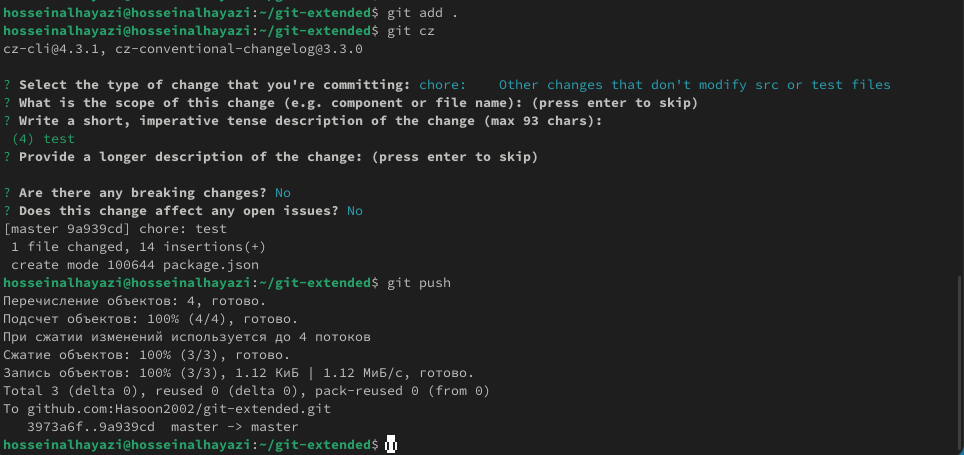 hosseinalhayazi@hosseinalhayazi:~/git-extended$ git add .
hosseinalhayazi@hosseinalhayazi:~/git-extended$ git cz
cz-cli@4.3.1, cz-conventional-changelog@3.3.0
? Select the type of change that you're committing: chore:    Other changes that don't modify src or test files
? What is the scope of this change (e.g. component or file name): (press enter to skip)
? Write a short, imperative tense description of the change (max 93 chars):
 (4) test
? Provide a longer description of the change: (press enter to skip)
? Are there any breaking changes? No
? Does this change affect any open issues? No
[master 9a939cd] chore: test
 1 file changed, 14 insertions(+)
 create mode 100644 package.json
hosseinalhayazi@hosseinalhayazi:~/git-extended$ git push
Перечисление объектов: 4, готово.
Подсчет объектов: 100% (4/4), готово.
При сжатии изменений используется до 4 потоков
Сжатие объектов: 100% (3/3), готово.
Запись объектов: 100% (3/3), 1.12 КиБ | 1.12 МиБ/с, готово.
Total 3 (delta 0), reused 0 (delta 0), pack-reused 0 (from 0)
To github.com:Hasoon2002/git-extended.git
   3973a6f..9a939cd  master -> master
hosseinalhayazi@hosseinalhayazi:~/git-extended$